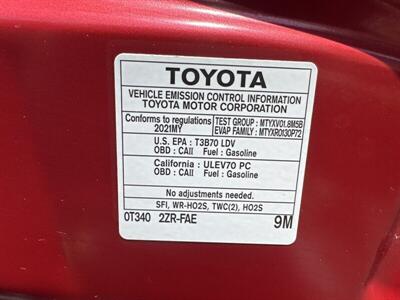 TOYOTA
VEHICLE EMISSION CONTROL INFORMATION
TOYOTA MOTOR CORPORATION
Conforms to regulations
2021MY
TEST GROUP : MTYXV01.8M5B
EVAP FAMILY : MTYXR0130P72
U.S. EPA : T3B70 LDV
OBD : CAII Fuel : Gasoline
California : ULEV70 PC
OBD : CAII Fuel : Gasoline
No adjustments needed.
SFI, WR-HO2S, TWC(2), HO2S
0T340 2ZR-FAE 9M